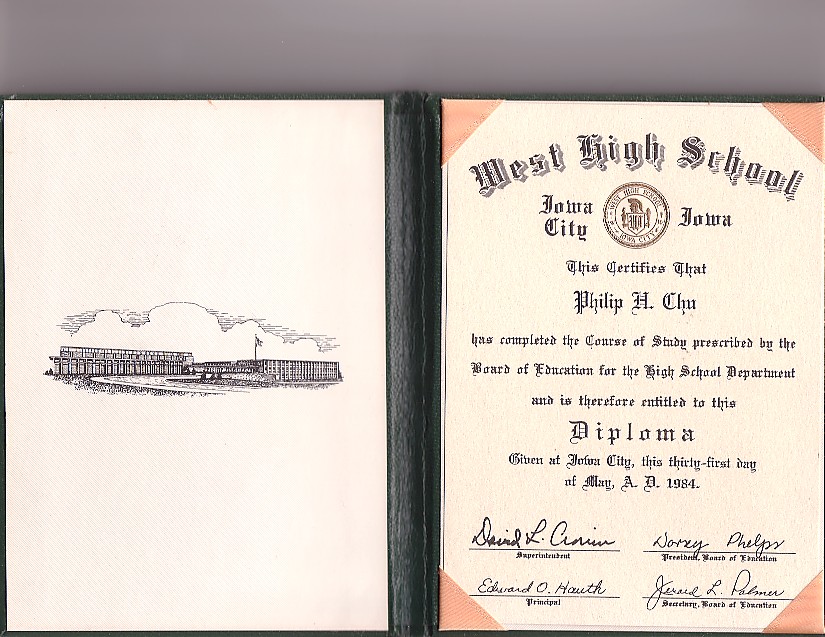 West High School
Iowa City
WEST HIGH SCHOOL
IOWA CITY
Iowa
This Certifies That
Philip H. Chu
has completed the Course of Study prescribed by the
Board of Education for the High School Department
and is therefore entitled to this
Diploma
Given at Iowa City, this thirty-first day
of May, A. D. 1984.
David L. Cronin
Superintendent
Dorsey Phelps
President, Board of Education
Edward O. Hauth
Principal
Jerald L. Palmer
Secretary, Board of Education